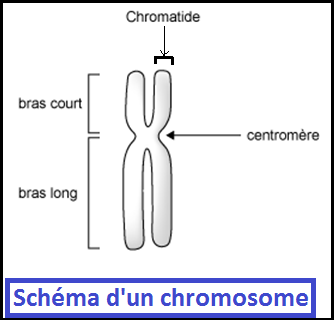 Chromatide
bras court
centromère
bras long
Schéma d'un chromosome